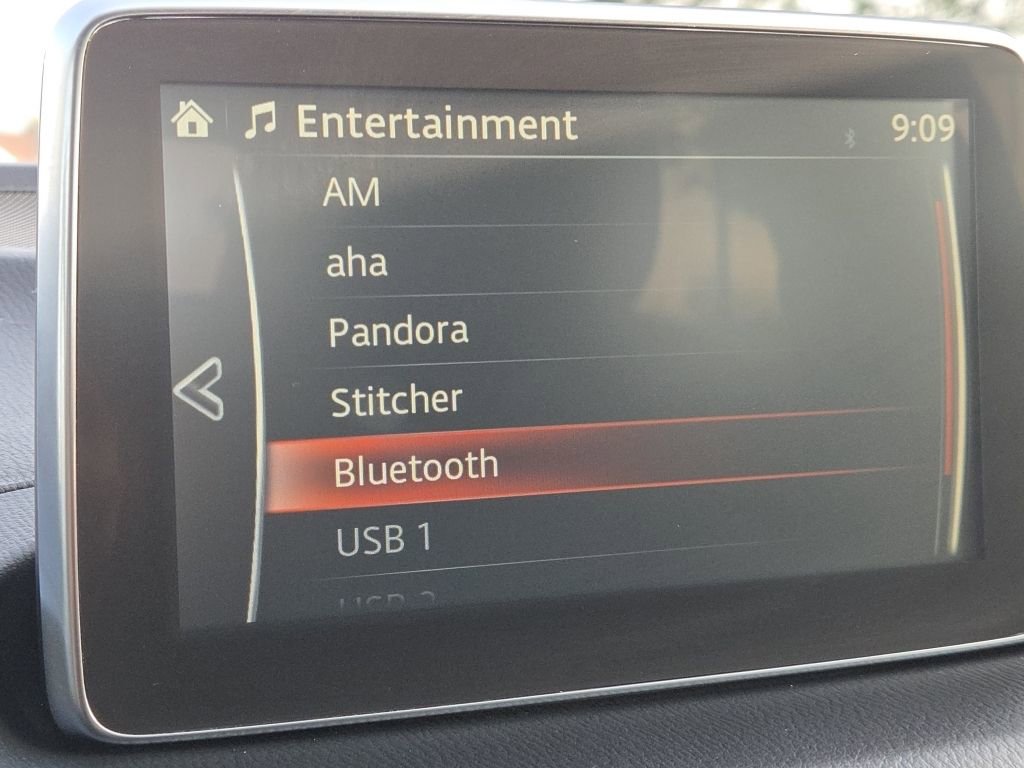 Entertainment 9:09
AM
aha
Pandora
Stitcher
Bluetooth
USB 1